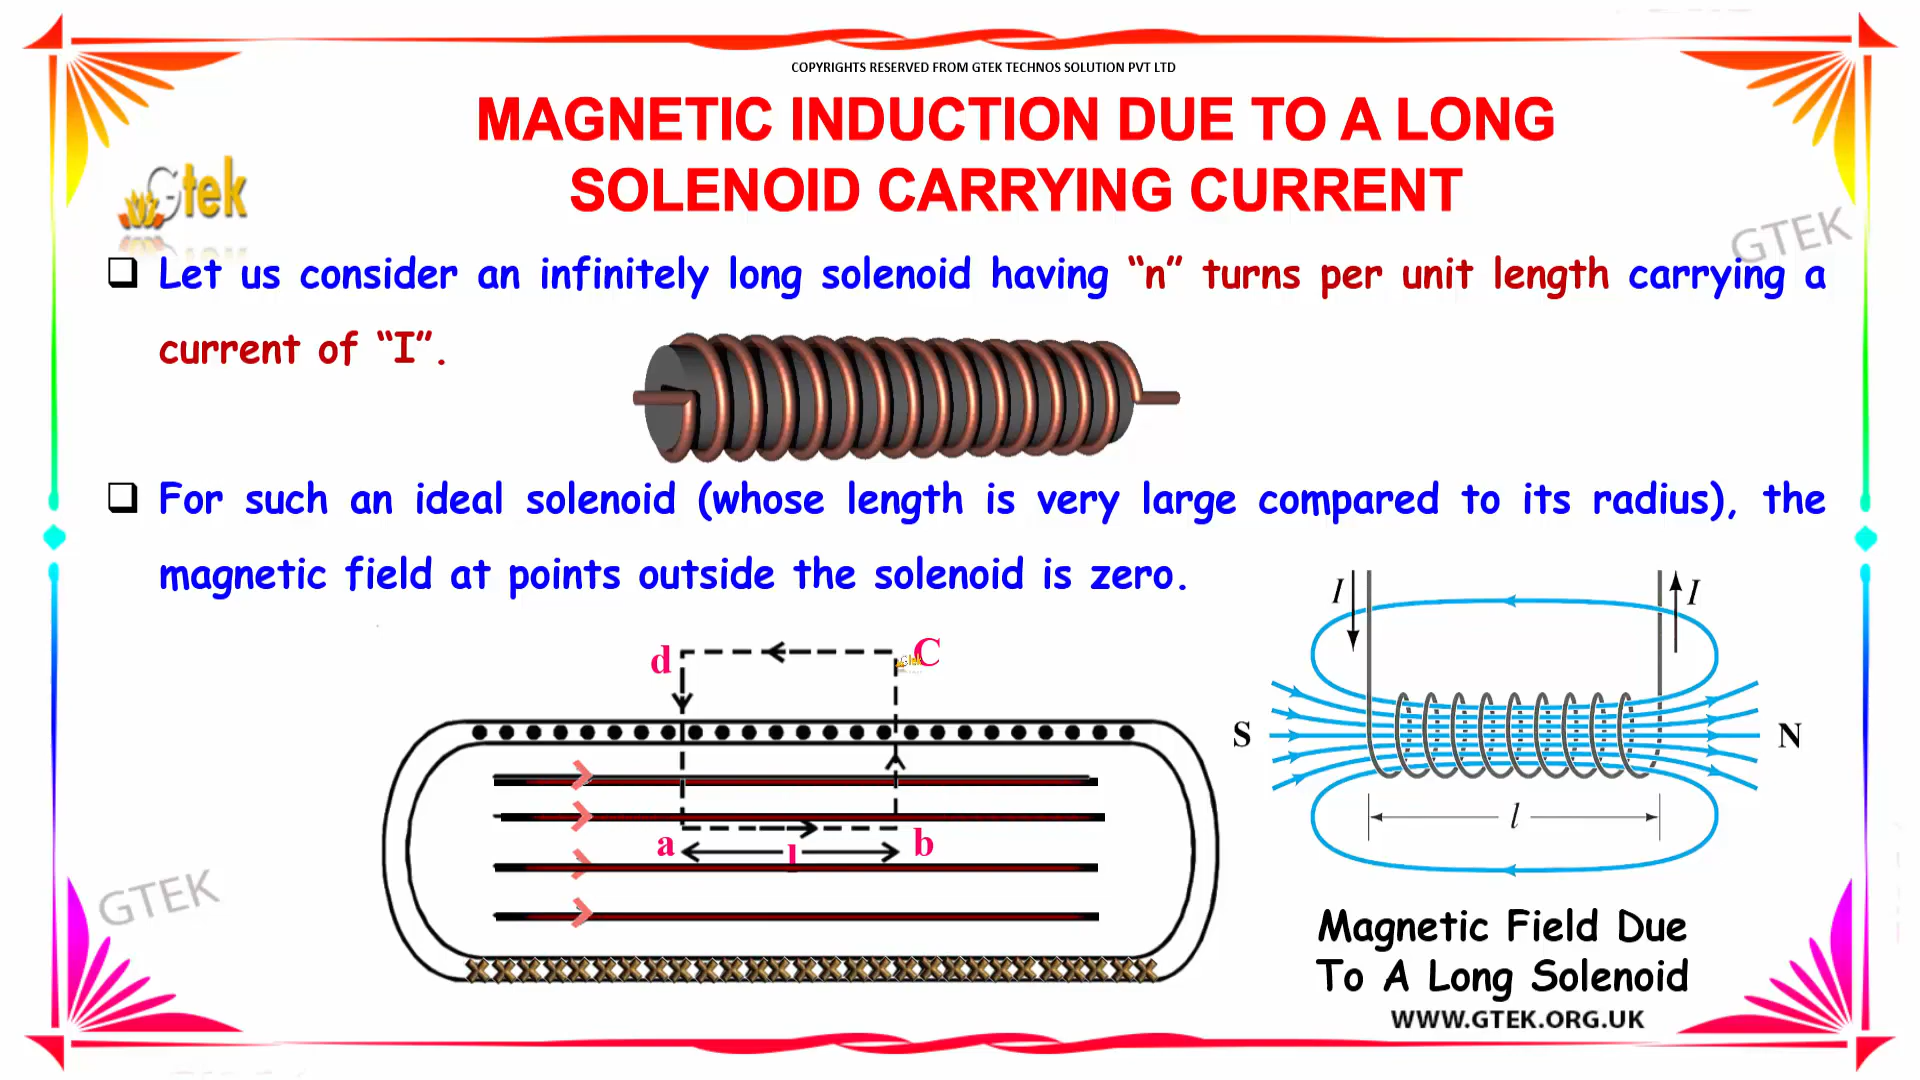 COPYRIGHTS RESERVED FROM GTEK TECHNOS SOLUTION PVT LTD
MAGNETIC INDUCTION DUE TO A LONG
SOLENOID CARRYING CURRENT
Gtek
GTEK
Let us consider an infinitely long solenoid having “n” turns per unit length carrying a
current of “I”.
For such an ideal solenoid (whose length is very large compared to its radius), the
magnetic field at points outside the solenoid is zero.
I I
d C
S N
a l b
l
GTEK
Magnetic Field Due
To A Long Solenoid
WWW.GTEK.ORG.UK